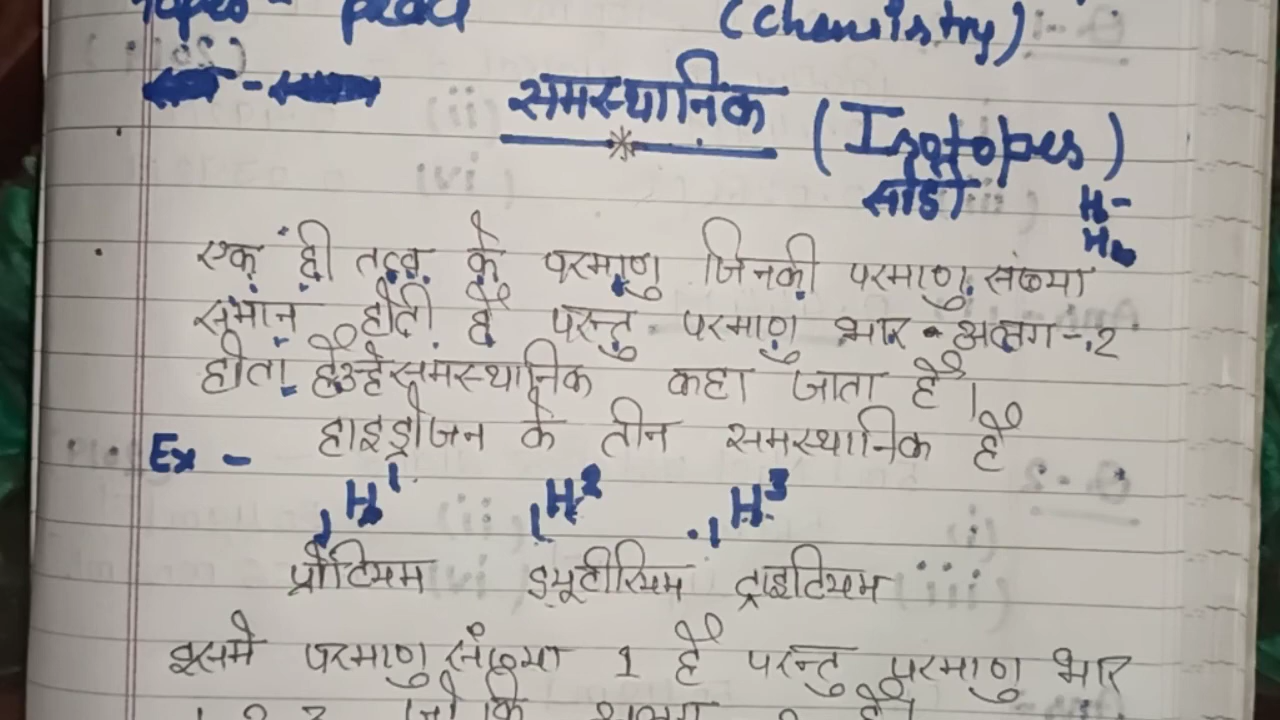 (Chemistry)
समस्थानिक (Isotopes)
H-
एक ही तत्व के परमाणु जिनकी परमाणु संख्या
समान होती है परन्तु परमाणु भार अलग-2
होता है उन्हे समस्थानिक कहा जाता है।
Ex - हाइड्रोजन के तीन समस्थानिक है
₁H¹ ₁H² ₁H³
प्रोटियम ड्यूटीरियम ट्राइटियम
इसमे परमाणु संख्या 1 है परन्तु परमाणु भार